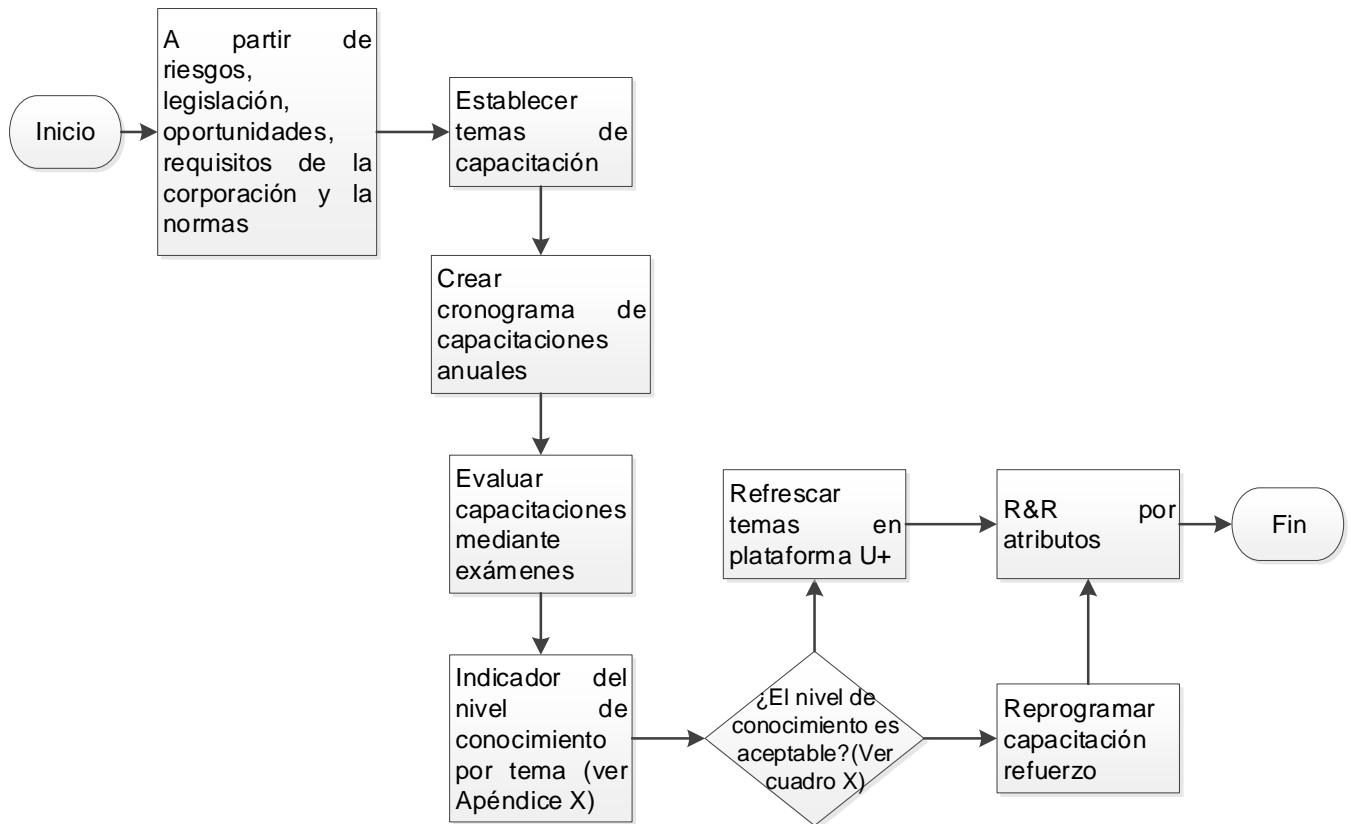 Inicio
A partir de
riesgos,
legislación,
oportunidades,
requisitos de la
corporación y la
normas
Establecer
temas de
capacitación
Crear
cronograma de
capacitaciones
anuales
Evaluar
capacitaciones
mediante
exámenes
Indicador del
nivel de
conocimiento
por tema (ver
Apéndice X)
¿El nivel de
conocimiento es
aceptable?(Ver
cuadro X)
Refrescar
temas en
plataforma U+
Reprogramar
capacitación
refuerzo
R&R por
atributos
Fin